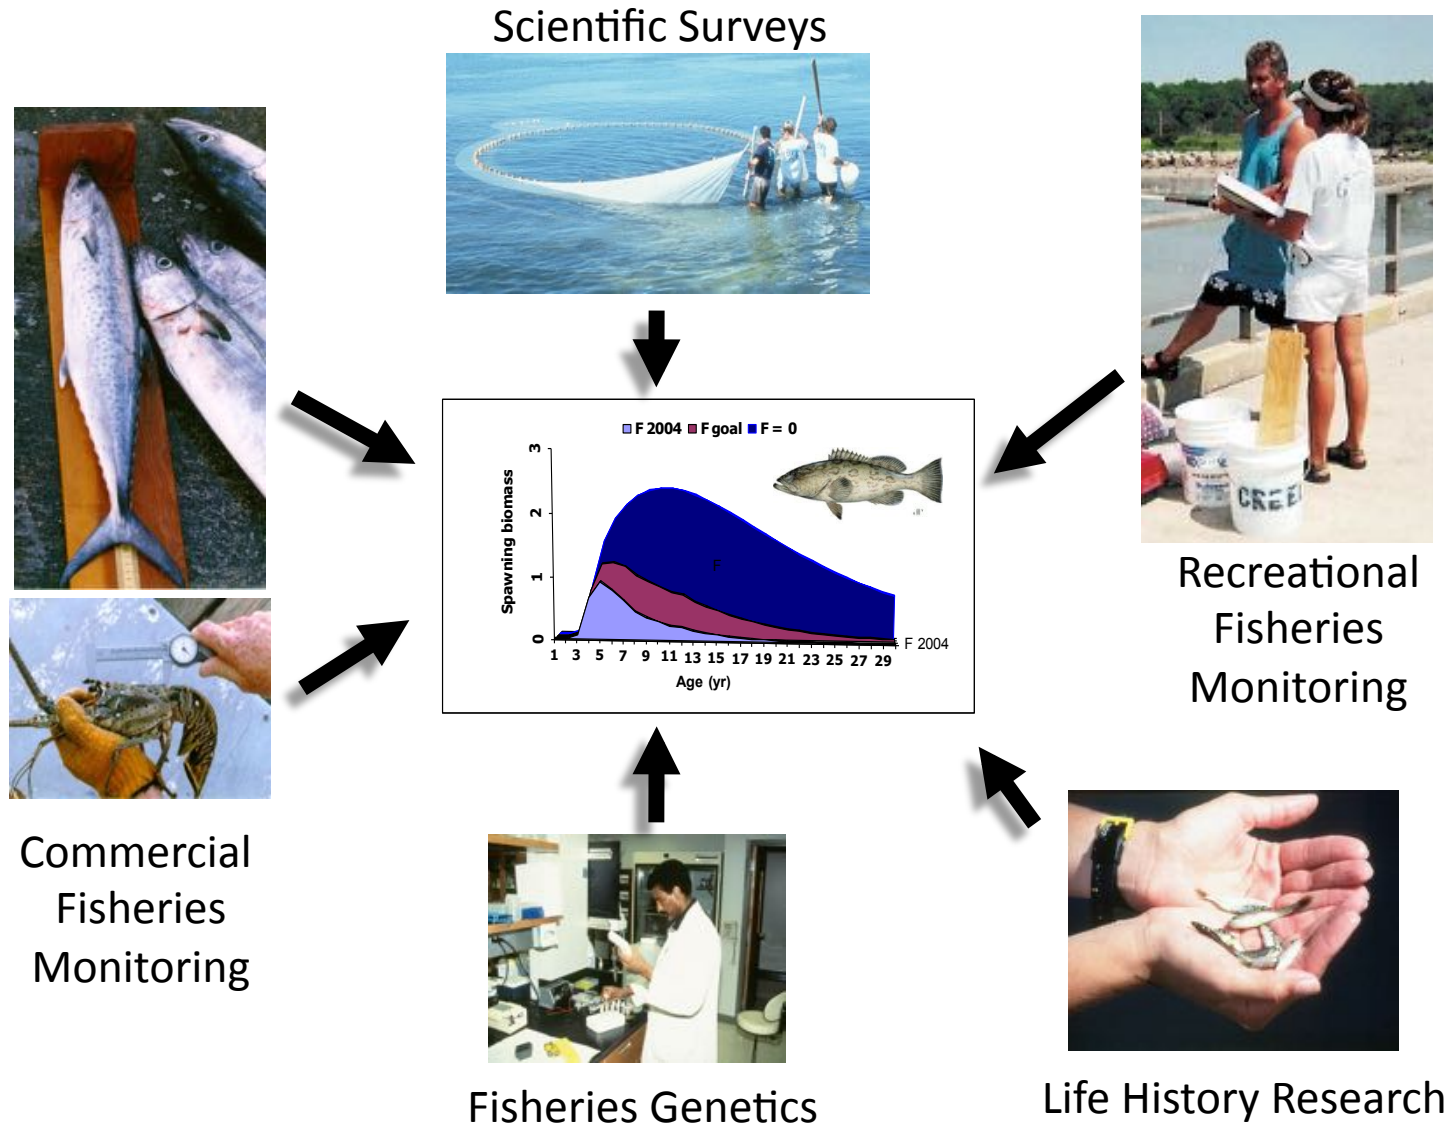 Scientific Surveys
F 2004 F goal F = 0
3
2
1
0
Spawning biomass
F
F 2004
1 3 5 7 9 11 13 15 17 19 21 23 25 27 29
Age (yr)
CREE
Recreational
Fisheries
Monitoring
Commercial
Fisheries
Monitoring
Fisheries Genetics
Life History Research